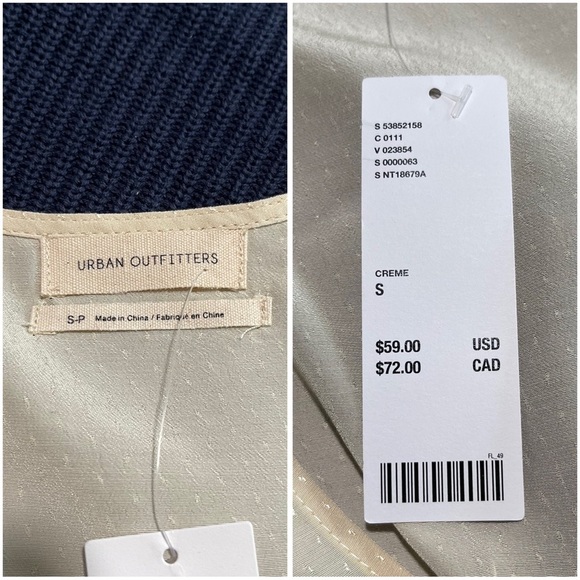 URBAN OUTFITTERS
S-P Made in China / Fabriqué en Chine
S 53852158
C 0111
V 023854
S 0000063
S NT18679A
CREME
S
$59.00 USD
$72.00 CAD
FL_49